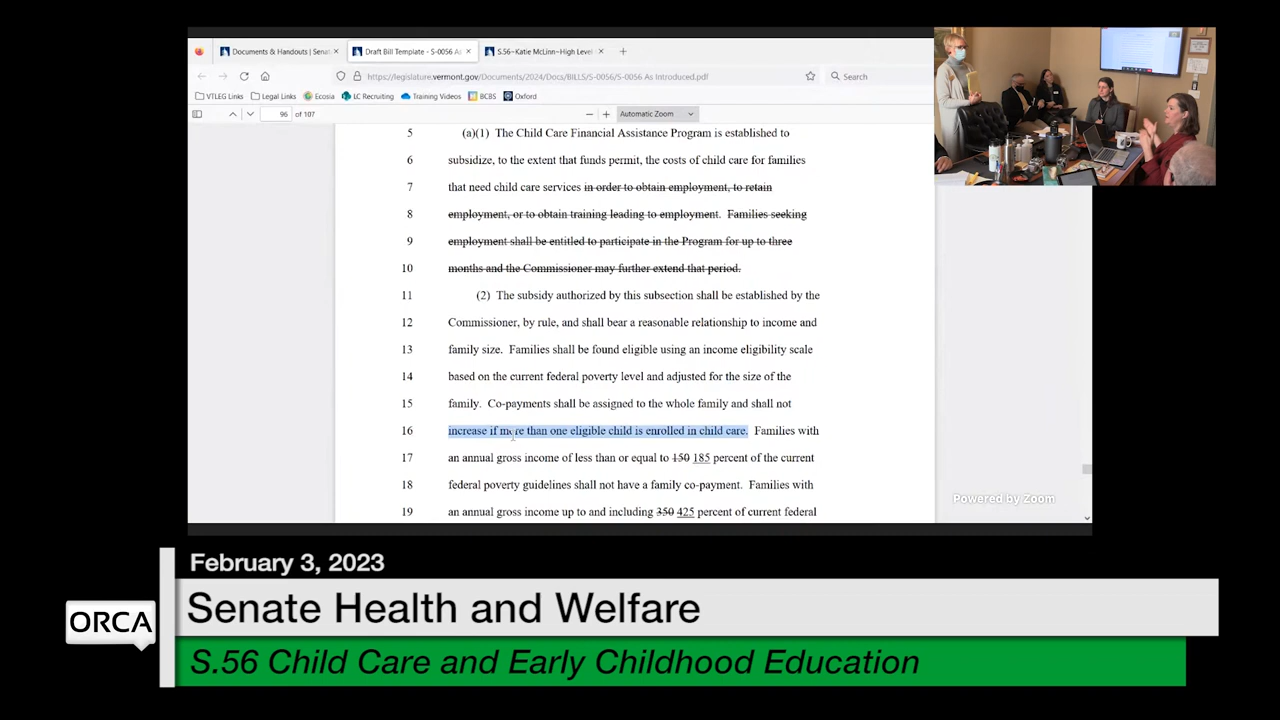 Documents & Handouts | Senat
Draft Bill Template - S-0056 As
S.56~Katie McLinn~High Level
https://legislature.vermont.gov/Documents/2024/Docs/BILLS/S-0056/S-0056 As Introduced.pdf
Search
VTLEG Links
Legal Links
Ecosia
LC Recruiting
Training Videos
BCBS
Oxford
96 of 107
Automatic Zoom
5 (a)(1) The Child Care Financial Assistance Program is established to
6 subsidize, to the extent that funds permit, the costs of child care for families
7 that need child care services in order to obtain employment, to retain
8 employment, or to obtain training leading to employment. Families seeking
9 employment shall be entitled to participate in the Program for up to three
10 months and the Commissioner may further extend that period.
11 (2) The subsidy authorized by this subsection shall be established by the
12 Commissioner, by rule, and shall bear a reasonable relationship to income and
13 family size. Families shall be found eligible using an income eligibility scale
14 based on the current federal poverty level and adjusted for the size of the
15 family. Co-payments shall be assigned to the whole family and shall not
16 increase if more than one eligible child is enrolled in child care. Families with
17 an annual gross income of less than or equal to 150 185 percent of the current
18 federal poverty guidelines shall not have a family co-payment. Families with
19 an annual gross income up to and including 350 425 percent of current federal
Powered by Zoom
February 3, 2023
ORCA
Senate Health and Welfare
S.56 Child Care and Early Childhood Education